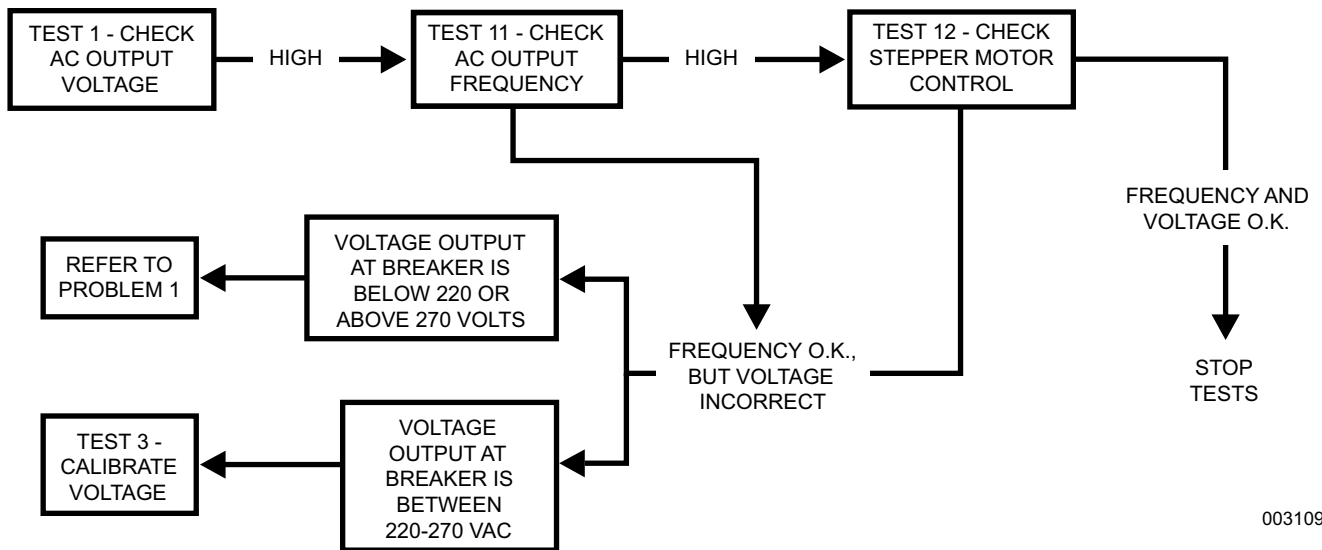 TEST 1 - CHECK
AC OUTPUT
VOLTAGE
HIGH
TEST 11 - CHECK
AC OUTPUT
FREQUENCY
HIGH
TEST 12 - CHECK
STEPPER MOTOR
CONTROL
FREQUENCY AND
VOLTAGE O.K.
STOP
TESTS
FREQUENCY O.K.,
BUT VOLTAGE
INCORRECT
VOLTAGE OUTPUT
AT BREAKER IS
BELOW 220 OR
ABOVE 270 VOLTS
REFER TO
PROBLEM 1
VOLTAGE
OUTPUT AT
BREAKER IS
BETWEEN
220-270 VAC
TEST 3 -
CALIBRATE
VOLTAGE
003109